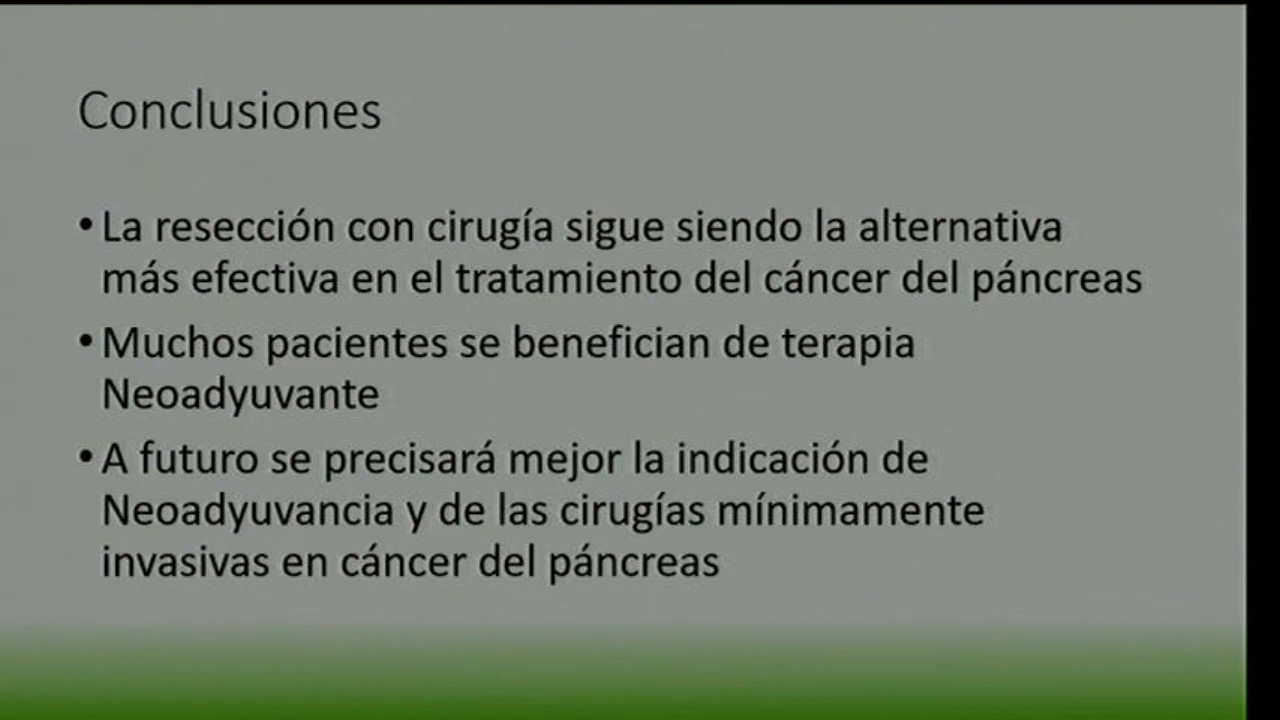 Conclusiones
• La resección con cirugía sigue siendo la alternativa
más efectiva en el tratamiento del cáncer del páncreas
• Muchos pacientes se benefician de terapia
Neoadyuvante
• A futuro se precisará mejor la indicación de
Neoadyuvancia y de las cirugías mínimamente
invasivas en cáncer del páncreas